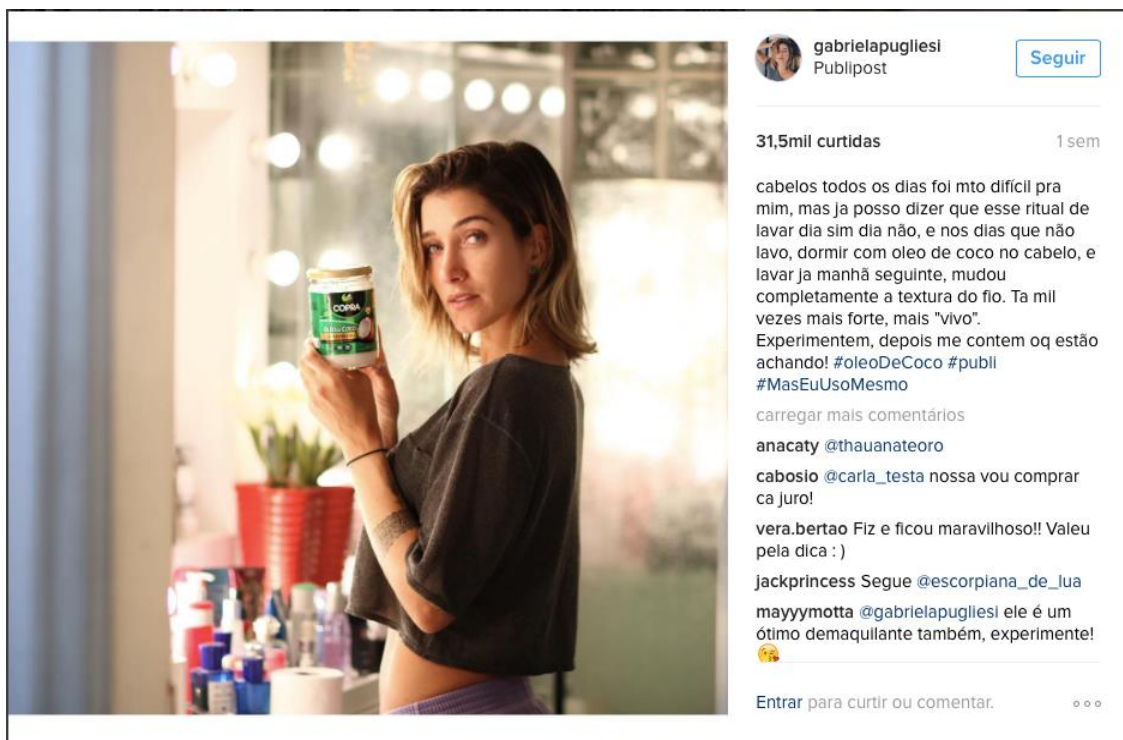 COPRA
gabrielapugliesi
Publipost
Seguir
31,5mil curtidas
1 sem
cabelos todos os dias foi mto difícil pra
mim, mas ja posso dizer que esse ritual de
lavar dia sim dia não, e nos dias que não
lavo, dormir com oleo de coco no cabelo, e
lavar ja manhã seguinte, mudou
completamente a textura do fio. Ta mil
vezes mais forte, mais "vivo".
Experimentem, depois me contem oq estão
achando! #oleoDeCoco #publi
#MasEuUsoMesmo
carregar mais comentários
anacaty @thauanateoro
cabosio @carla_testa nossa vou comprar
ca juro!
vera.bertao Fiz e ficou maravilhoso!! Valeu
pela dica : )
jackprincess Segue @escorpiana_de_lua
mayyymotta @gabrielapugliesi ele é um
ótimo demaquilante também, experimente!
😘
Entrar para curtir ou comentar.